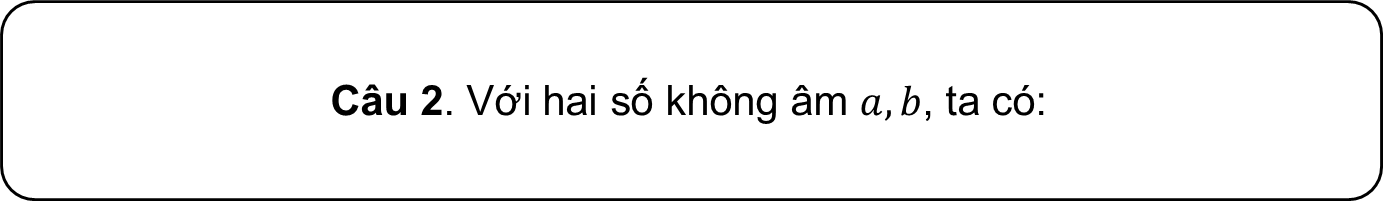 Câu 2. Với hai số không âm 𝑎, 𝑏, ta có: